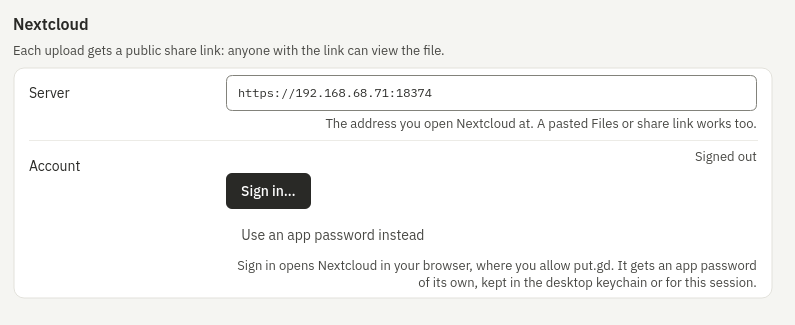 Nextcloud
Each upload gets a public share link: anyone with the link can view the file.
Server
https://192.168.68.71:18374
The address you open Nextcloud at. A pasted Files or share link works too.
Signed out
Account
Sign in...
Use an app password instead
Sign in opens Nextcloud in your browser, where you allow put.gd. It gets an app password
of its own, kept in the desktop keychain or for this session.